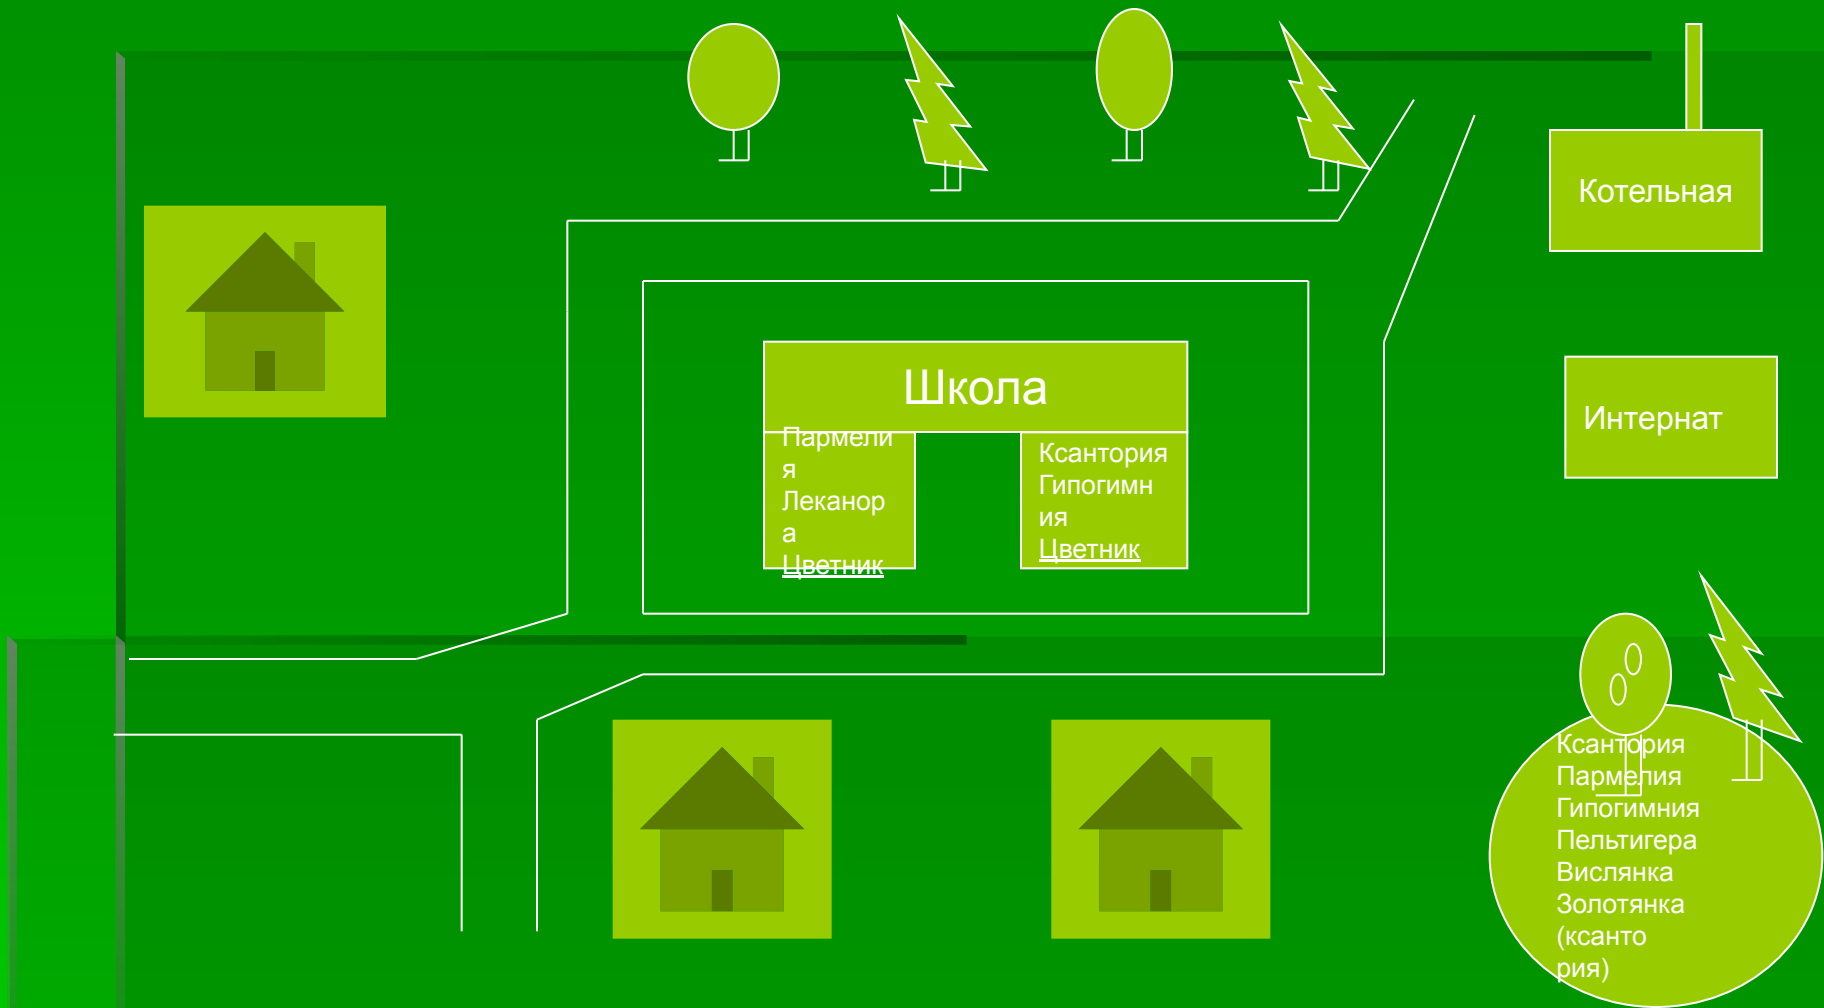 Котельная
Школа
Интернат
Пармели
я
Леканор
а
Цветник
Ксантория
Гипогимн
ия
Цветник
Ксантория
Пармелия
Гипогимния
Пельтигера
Вислянка
Золотянка
(ксанто
рия)